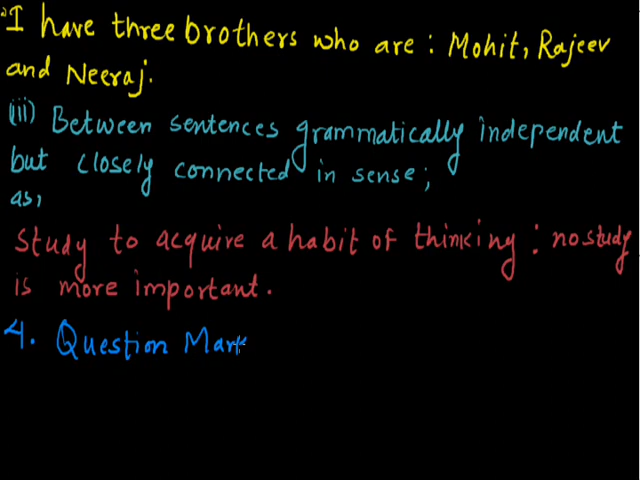 I have three brothers who are : Mohit, Rajeev
and Neeraj.
(iii) Between sentences grammatically independent
but closely connected in sense;
as,
Study to acquire a habit of thinking : no study
is more important.
4. Question Mark